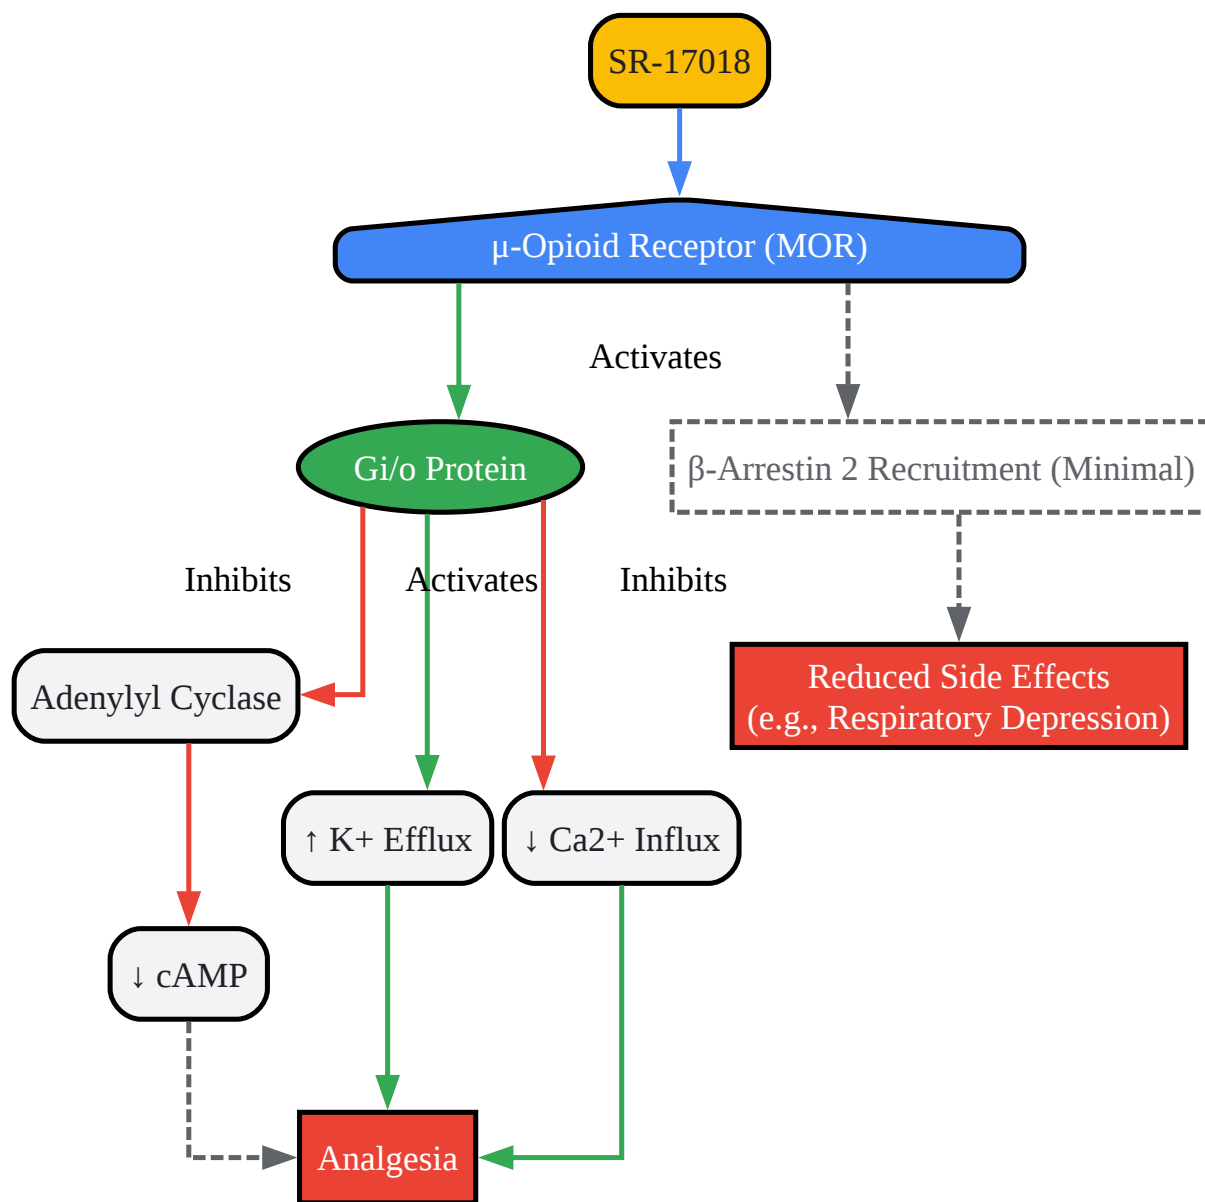 SR-17018
μ-Opioid Receptor (MOR)
Activates
Gi/o Protein
β-Arrestin 2 Recruitment (Minimal)
Inhibits
Activates
Inhibits
Reduced Side Effects
(e.g., Respiratory Depression)
Adenylyl Cyclase
↑ K+ Efflux
↓ Ca2+ Influx
↓ cAMP
Analgesia